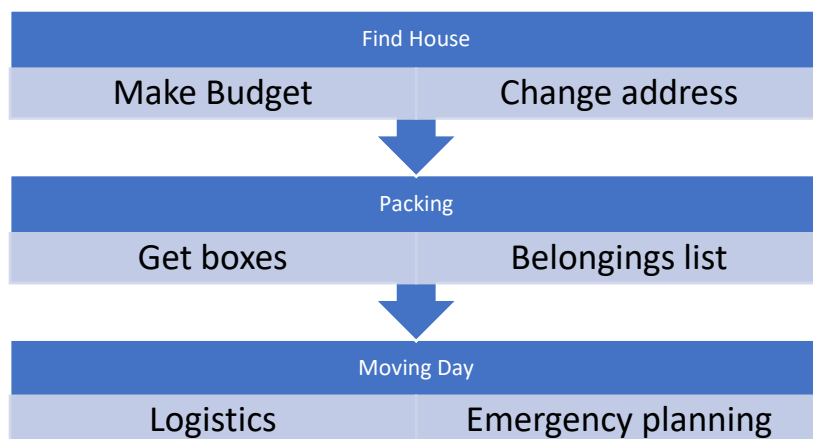 Find House
Make Budget Change address
Packing
Get boxes Belongings list
Moving Day
Logistics Emergency planning